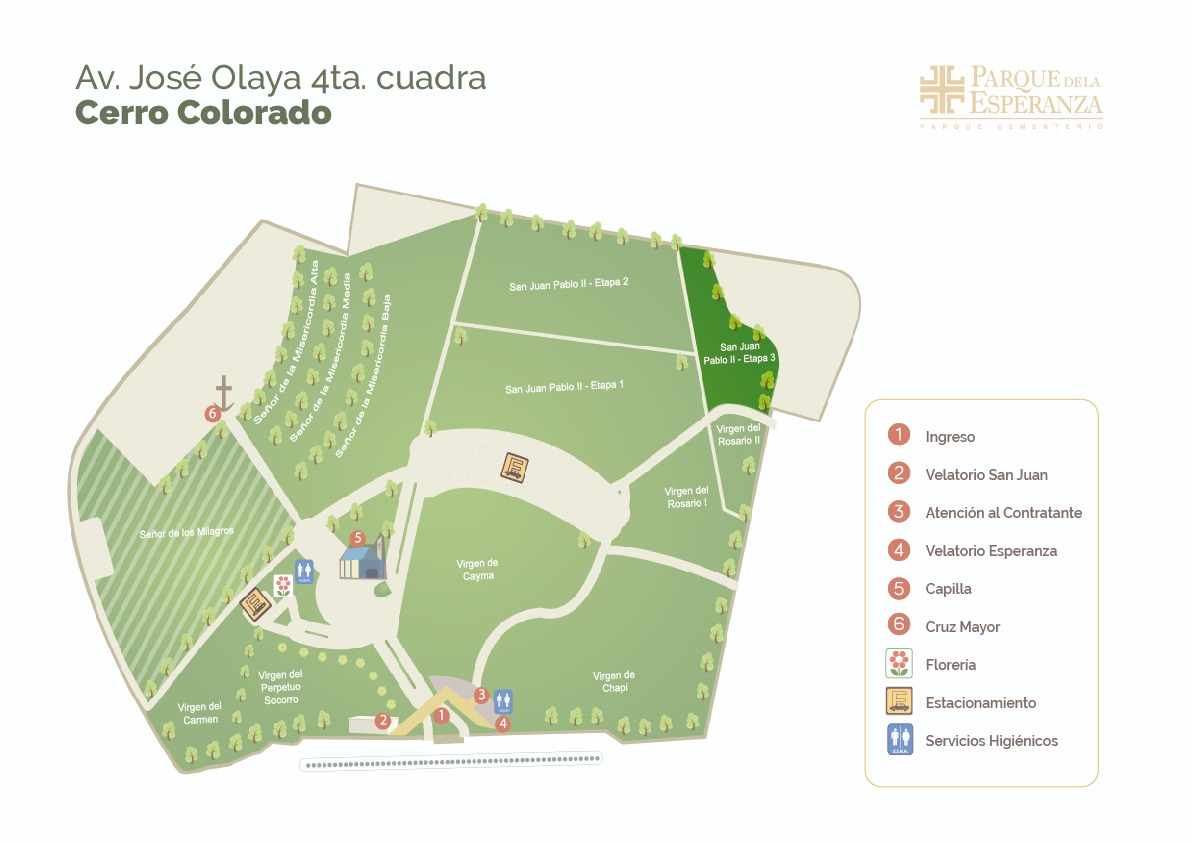 Av. José Olaya 4ta. cuadra
Cerro Colorado
PARQUE DE LA
ESPERANZA
PARQUE CEMENTERIO
San Juan Pablo II - Etapa 2
San Juan
Pablo II - Etapa 3
San Juan Pablo II - Etapa 1
Señor de la Misericordia Alta
Señor de la Misericordia Media
Señor de la Misericordia Baja
6
Virgen del
Rosario II
E
Virgen del
Rosario I
Señor de los Milagros
5
Virgen de
Cayma
E
Virgen del
Perpetuo
Socorro
Virgen de
Chapi
Virgen del
Carmen
2
1
3
4
1 Ingreso
2 Velatorio San Juan
3 Atención al Contratante
4 Velatorio Esperanza
5 Capilla
6 Cruz Mayor
Florería
E Estacionamiento
S.S.H.H. Servicios Higiénicos